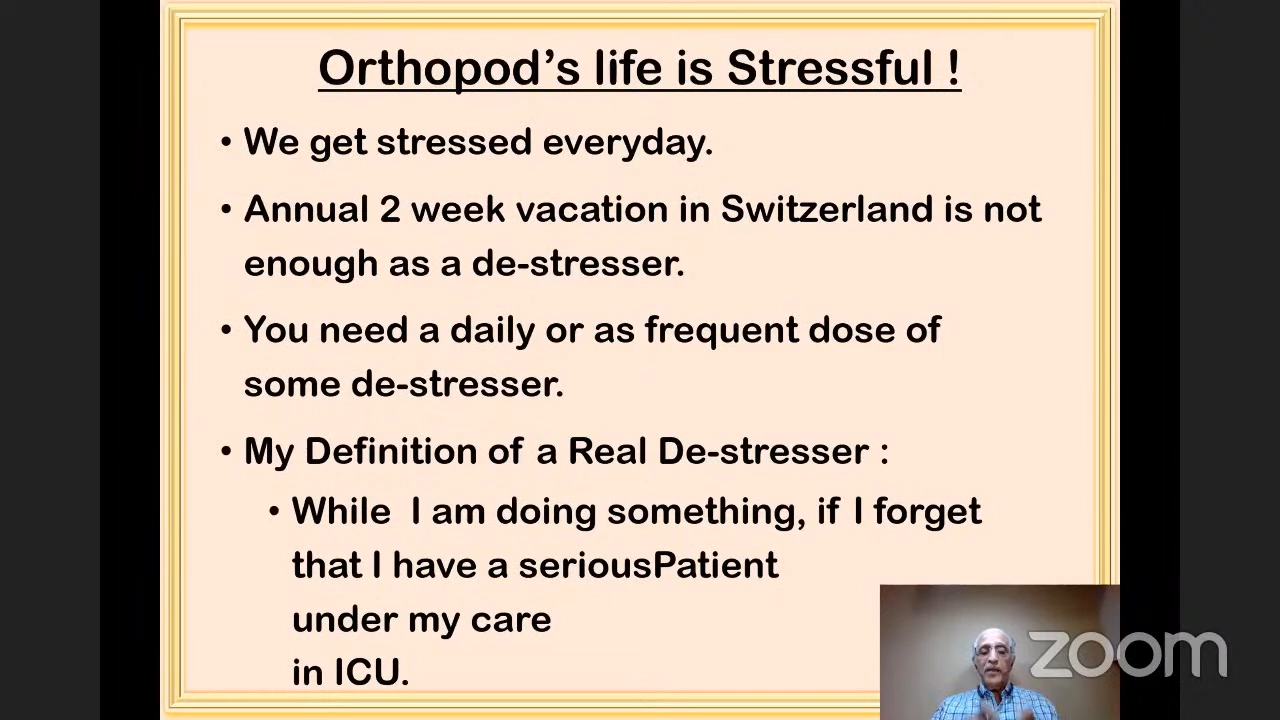 Orthopod’s life is Stressful !
• We get stressed everyday.
• Annual 2 week vacation in Switzerland is not
enough as a de-stresser.
• You need a daily or as frequent dose of
some de-stresser.
• My Definition of a Real De-stresser :
• While I am doing something, if I forget
that I have a seriousPatient
under my care
in ICU.
zoom